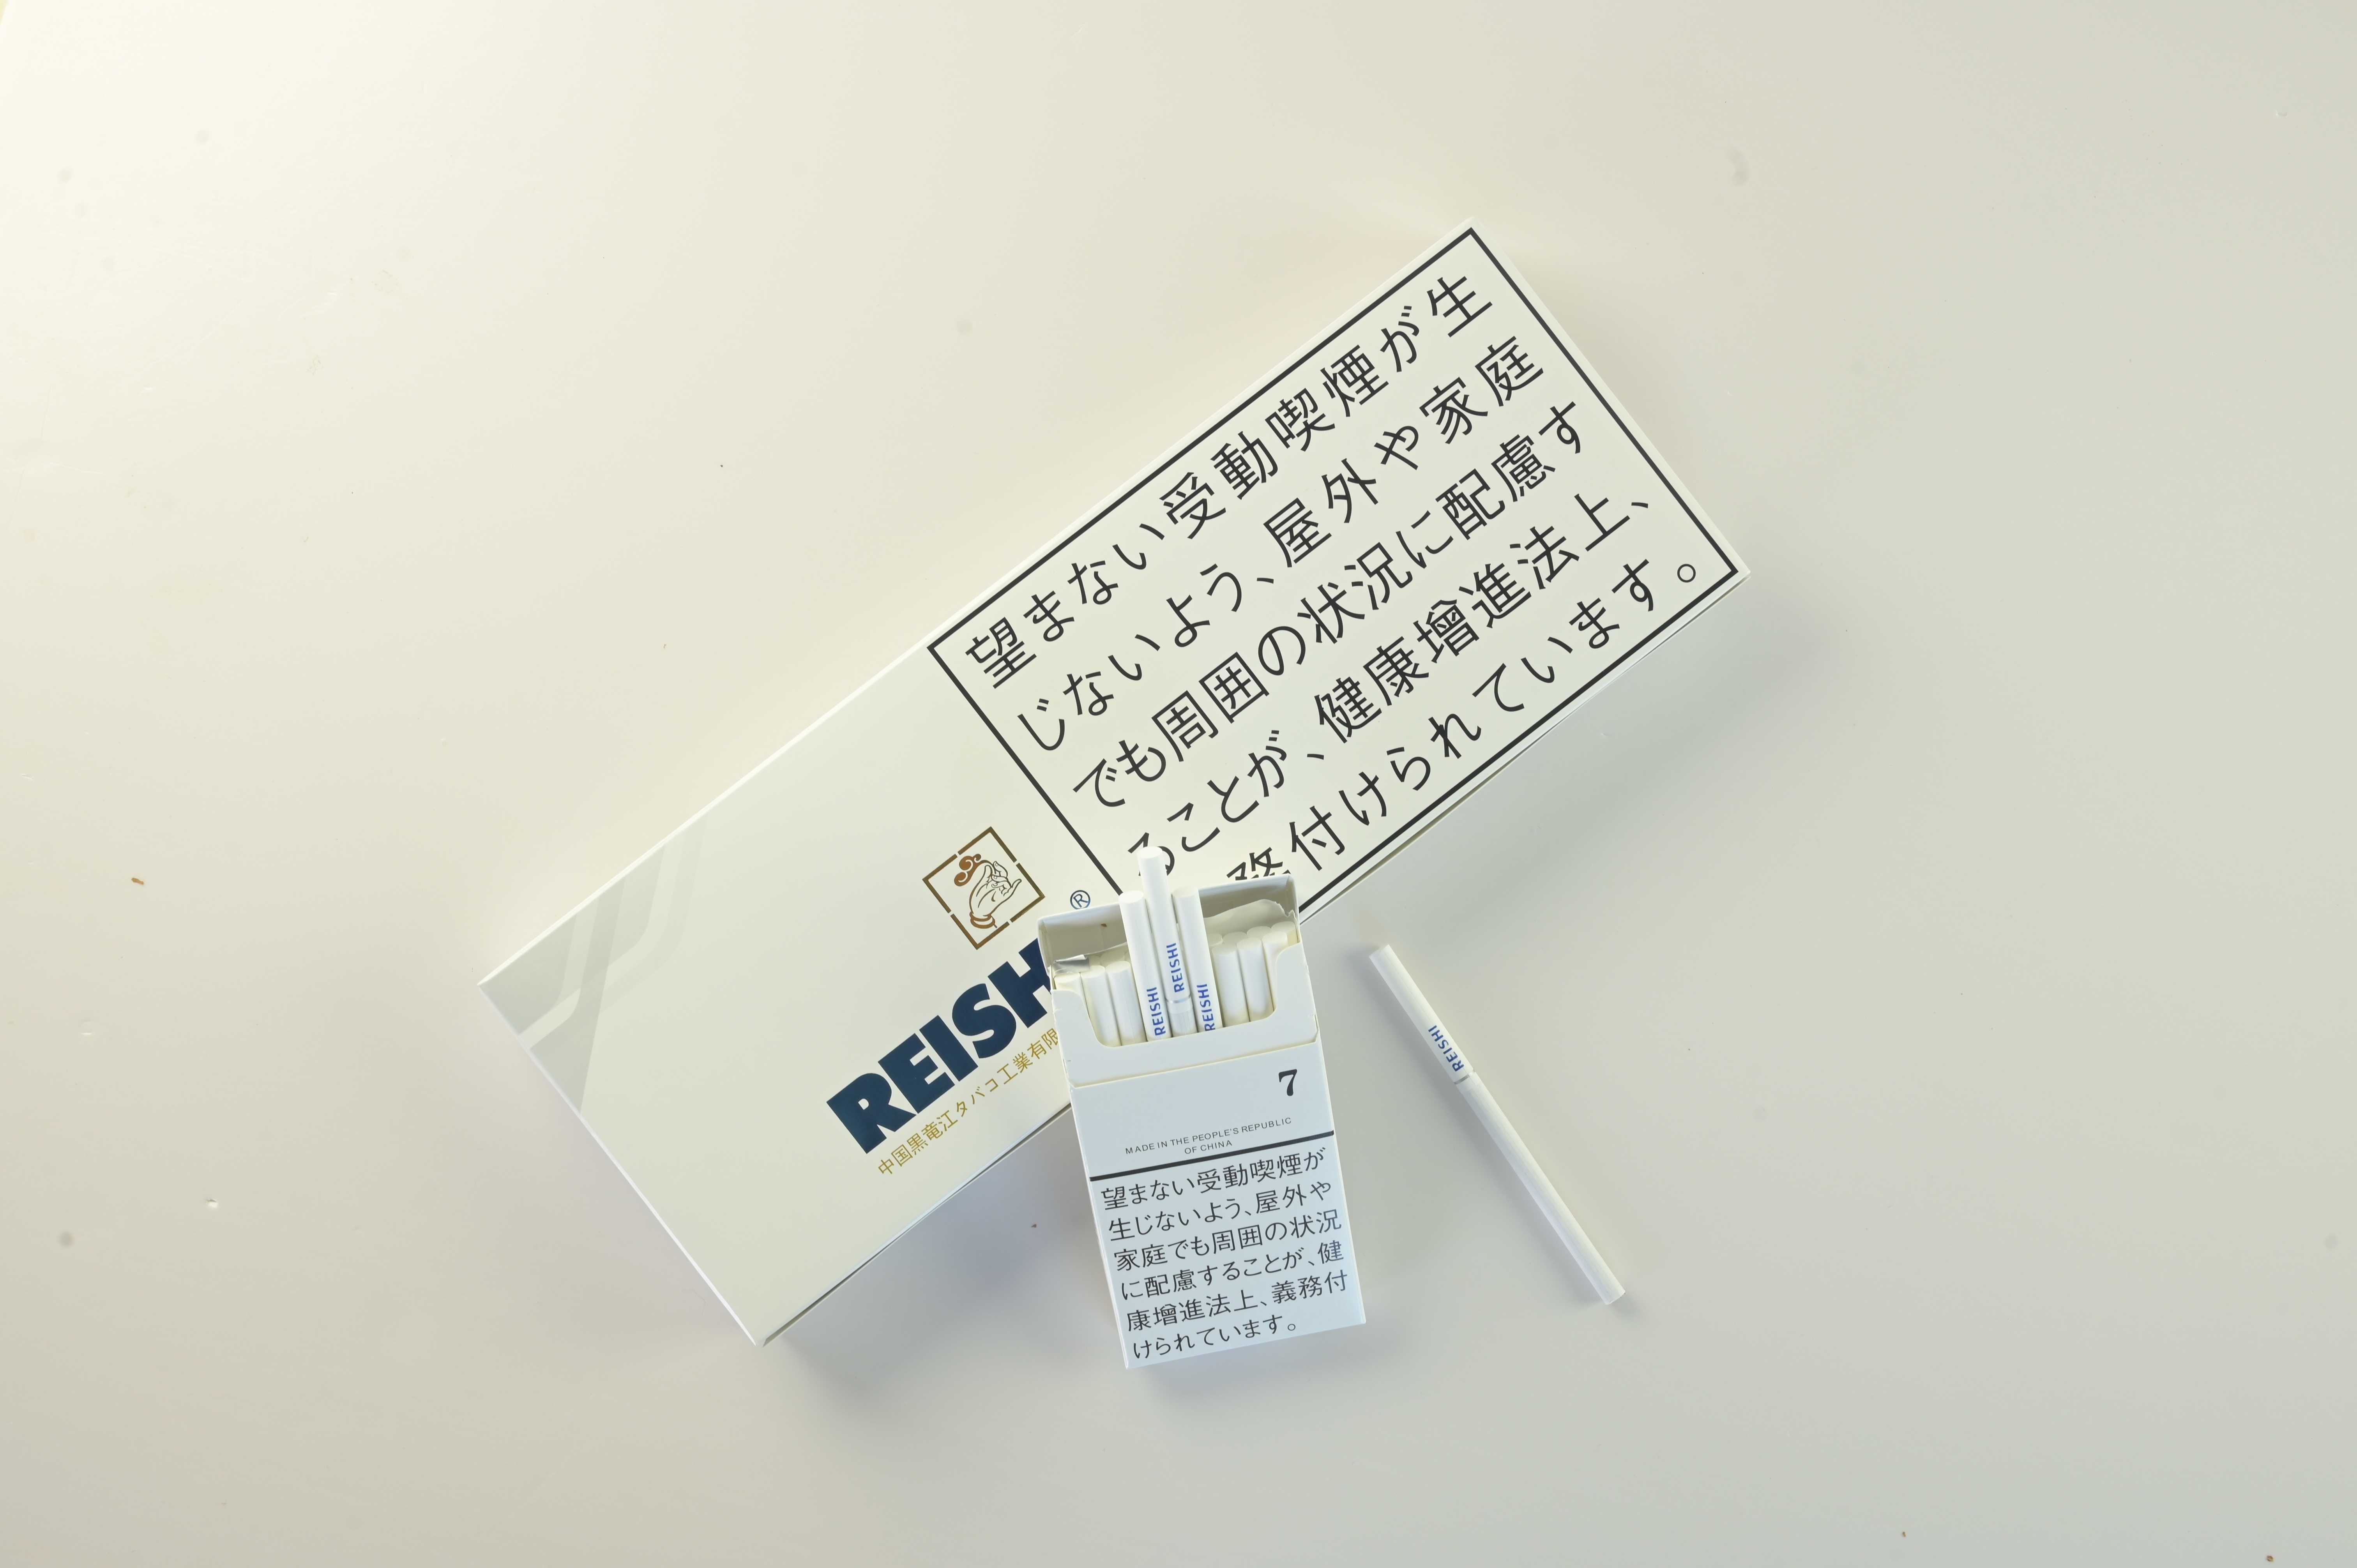 望まない受動喫煙が生
じないよう、屋外や家庭
でも周囲の状況に配慮す
ることが、健康増進法上、
務付けられています。
®
REISH
中国黒竜江タバコ工業有限
REISHI
REISHI
REISHI
REISHI
7
MADE IN THE PEOPLE'S REPUBLIC
OF CHINA
望まない受動喫煙が
生じないよう、屋外や
家庭でも周囲の状況
に配慮することが、健
康増進法上、義務付
けられています。